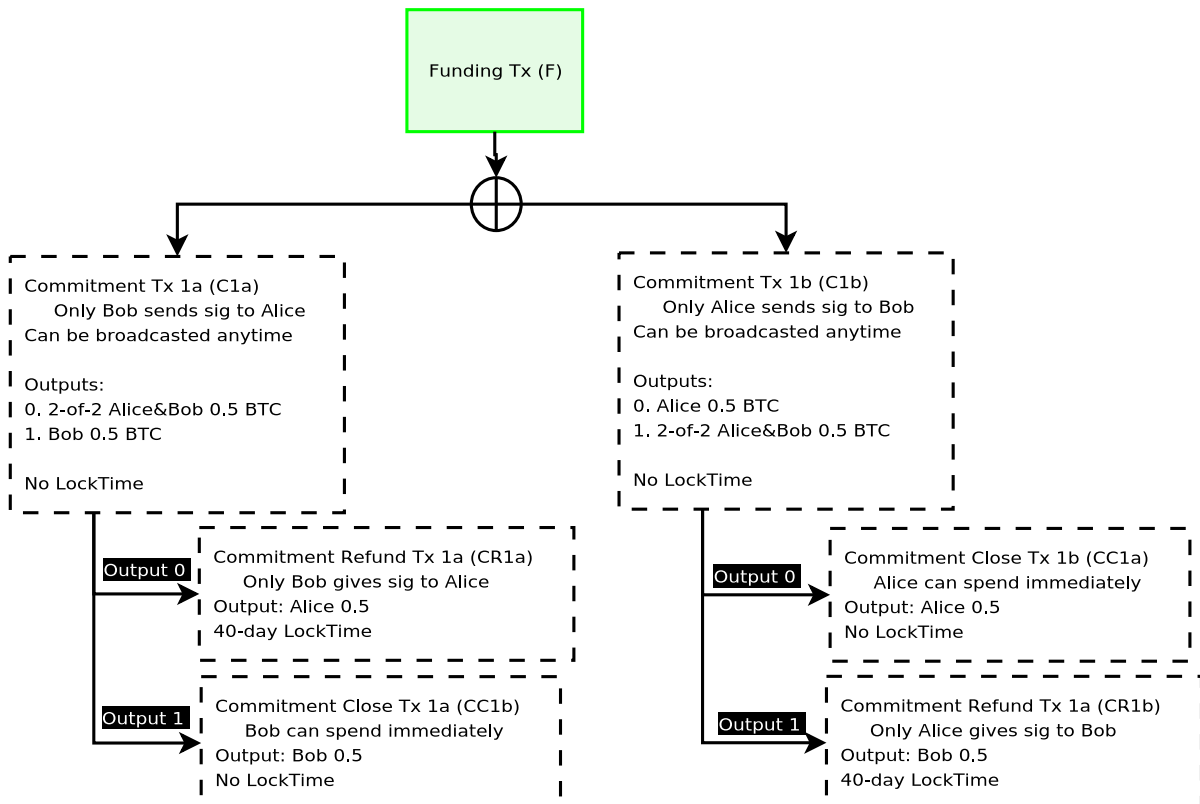 Funding Tx (F)
Commitment Tx 1a (C1a)
Only Bob sends sig to Alice
Can be broadcasted anytime
Outputs:
0. 2-of-2 Alice&Bob 0.5 BTC
1. Bob 0.5 BTC
No LockTime
Commitment Tx 1b (C1b)
Only Alice sends sig to Bob
Can be broadcasted anytime
Outputs:
0. Alice 0.5 BTC
1. 2-of-2 Alice&Bob 0.5 BTC
No LockTime
Output 0
Commitment Refund Tx 1a (CR1a)
Only Bob gives sig to Alice
Output: Alice 0.5
40-day LockTime
Output 1
Commitment Close Tx 1a (CC1b)
Bob can spend immediately
Output: Bob 0.5
No LockTime
Output 0
Commitment Close Tx 1b (CC1a)
Alice can spend immediately
Output: Alice 0.5
No LockTime
Output 1
Commitment Refund Tx 1a (CR1b)
Only Alice gives sig to Bob
Output: Bob 0.5
40-day LockTime